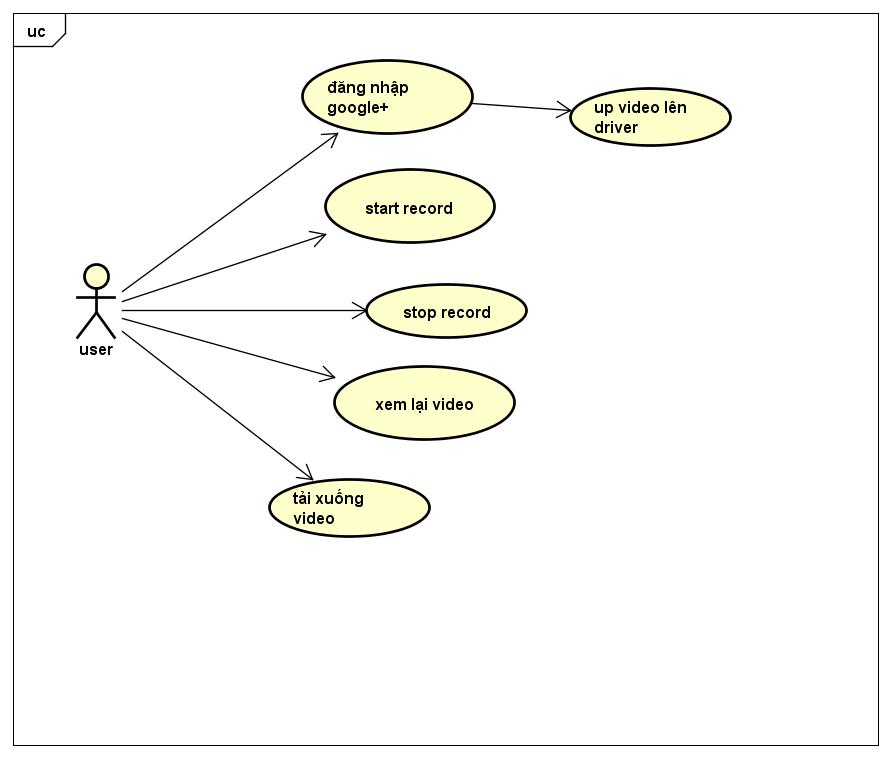 uc
đăng nhập
google+
up video lên
driver
start record
stop record
user
xem lại video
tải xuống
video